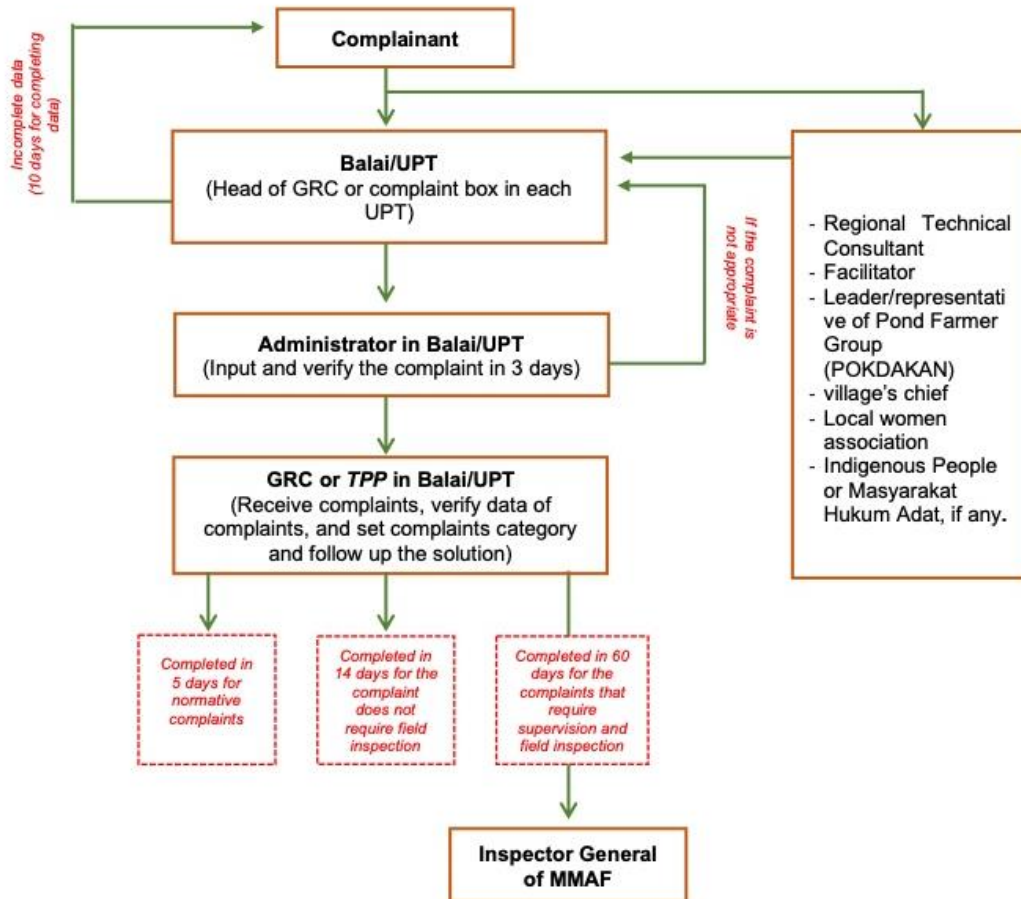 Complainant
Incomplete data
(10 days for completing
data)
Balai/UPT
(Head of GRC or complaint box in each
UPT)
If the complaint is
not appropriate
- Regional Technical
Consultant
- Facilitator
- Leader/representati
ve of Pond Farmer
Group
(POKDAKAN)
- village's chief
- Local women
association
- Indigenous People
or Masyarakat
Hukum Adat, if any.
Administrator in Balai/UPT
(Input and verify the complaint in 3 days)
GRC or TPP in Balai/UPT
(Receive complaints, verify data of
complaints, and set complaints category
and follow up the solution)
Completed in
5 days for
normative
complaints
Completed in
14 days for the
complaint
does not
require field
inspection
Completed in 60
days for the
complaints that
require
supervision and
field inspection
Inspector General
of MMAF